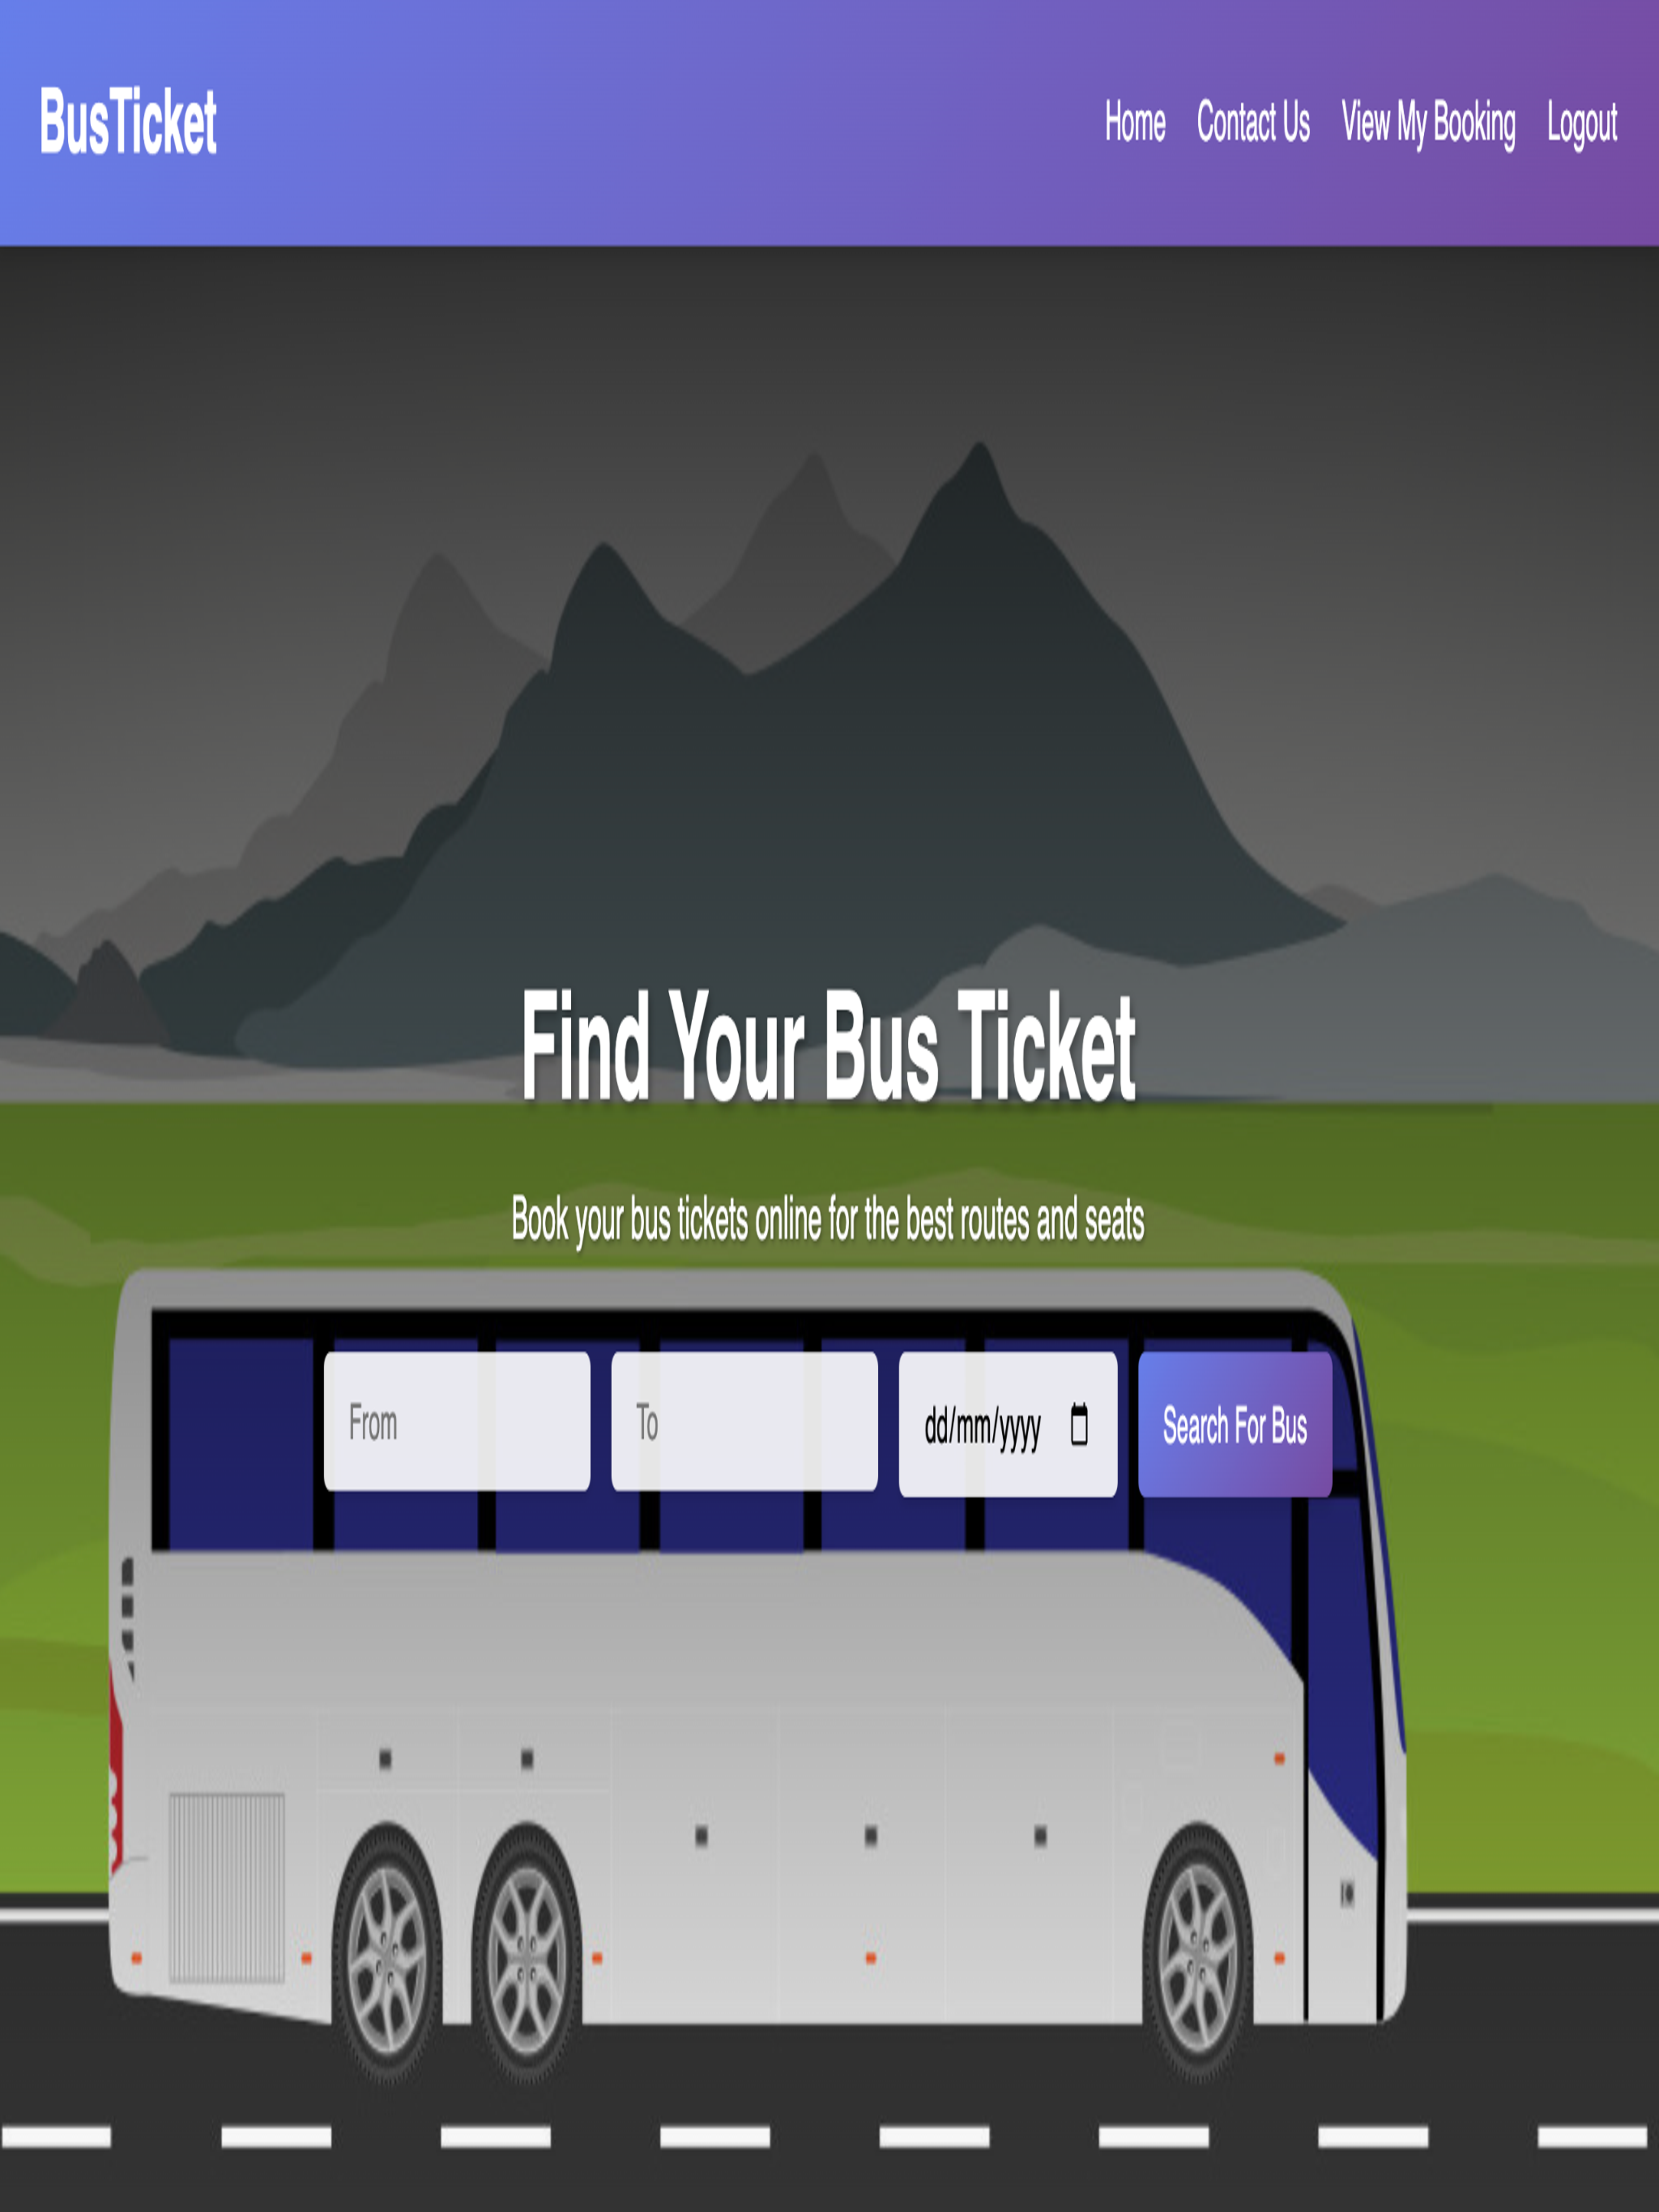 BusTicket
Home Contact Us View My Booking Logout
Find Your Bus Ticket
Book your bus tickets online for the best routes and seats
From To dd/mm/yyyy Search For Bus